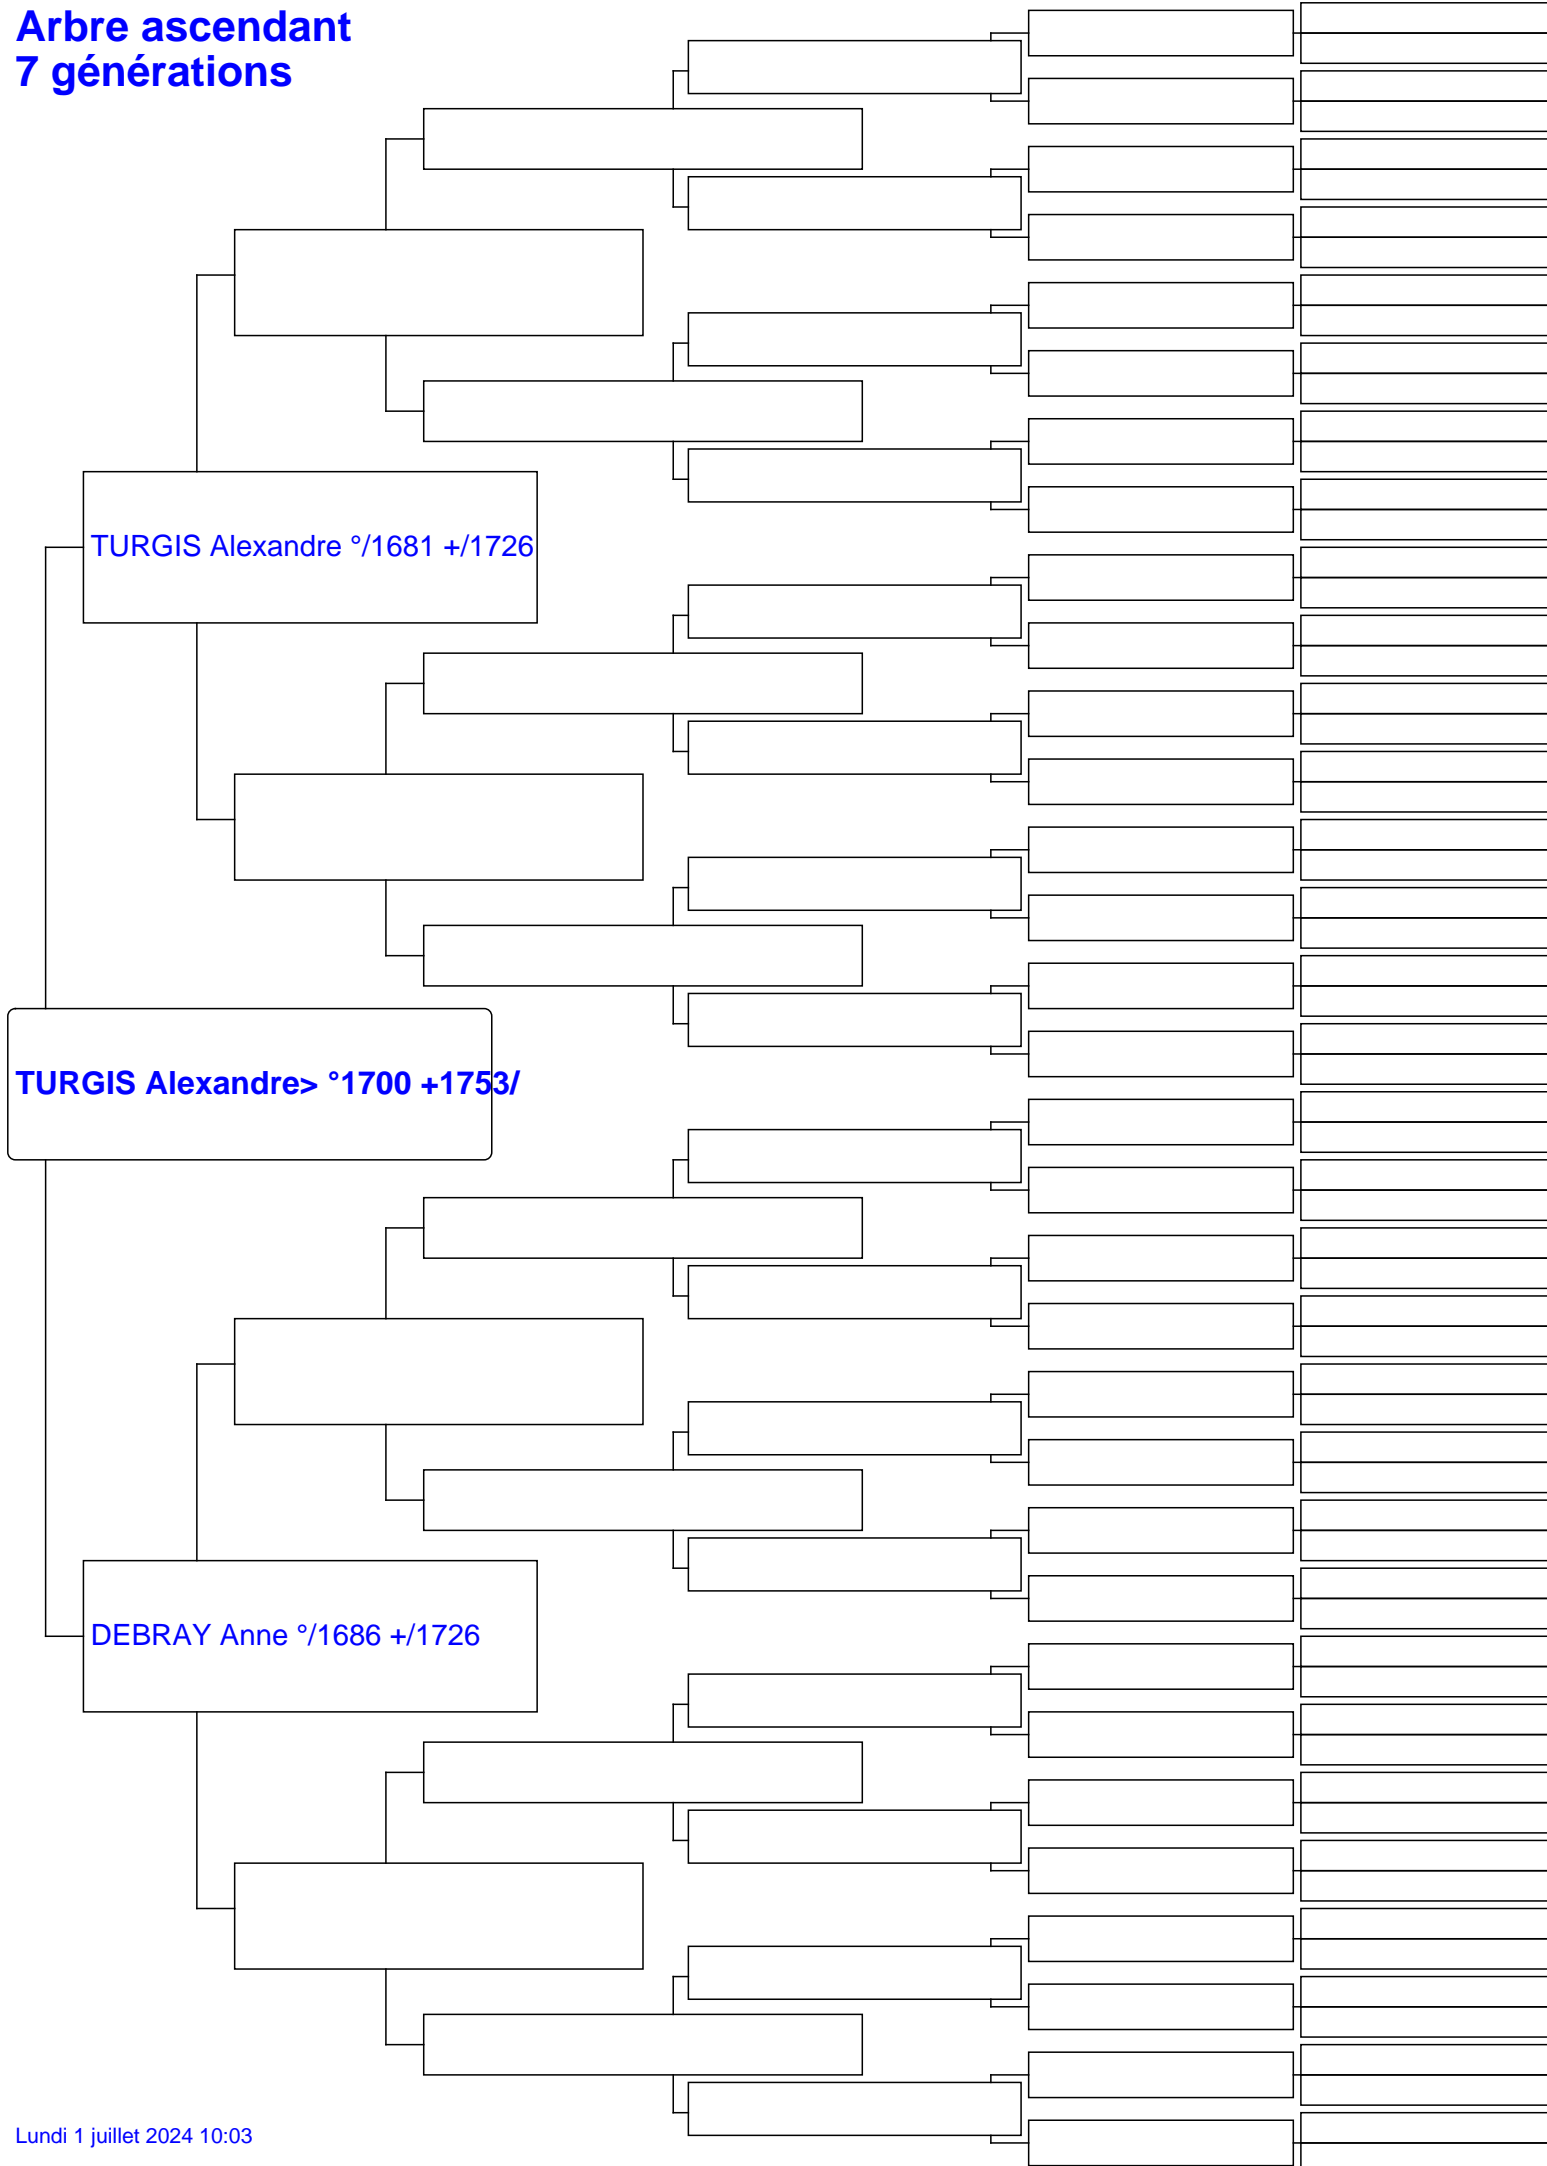 Arbre ascendant
7 générations
TURGIS Alexandre °/1681 +/1726
TURGIS Alexandre> °1700 +1753/
DEBRAY Anne °/1686 +/1726
Lundi 1 juillet 2024 10:03